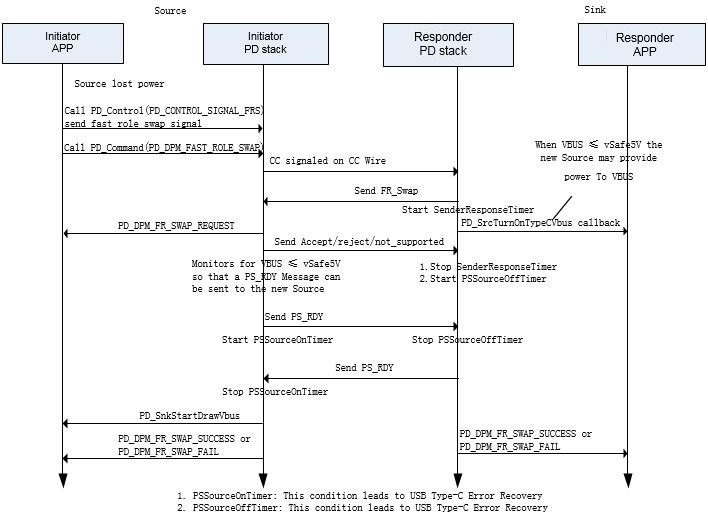 Source
Sink
Initiator
APP
Initiator
PD stack
Responder
PD stack
Responder
APP
Source lost power
Call PD_Control(PD_CONTROL_SIGNAL_FRS)
send fast role swap signal
Call PD_Command(PD_DPM_FAST_ROLE_SWAP)
CC signaled on CC Wire
When VBUS ≤ vSafe5V the
new Source may provide
power To VBUS
Send FR_Swap
Start SenderResponseTimer
PD_DPM_FR_SWAP_REQUEST
PD_SrcTurnOnTypeCVbus callback
Send Accept/reject/not_supported
Monitors for VBUS ≤ vSafe5V
so that a PS_RDY Message can
be sent to the new Source
1.Stop SenderResponseTimer
2.Start PSSourceOffTimer
Send PS_RDY
Start PSSourceOnTimer
Stop PSSourceOffTimer
Send PS_RDY
Stop PSSourceOnTimer
PD_SnkStartDrawVbus
PD_DPM_FR_SWAP_SUCCESS or
PD_DPM_FR_SWAP_FAIL
PD_DPM_FR_SWAP_SUCCESS or
PD_DPM_FR_SWAP_FAIL
1. PSSourceOnTimer: This condition leads to USB Type-C Error Recovery
2. PSSourceOffTimer: This condition leads to USB Type-C Error Recovery